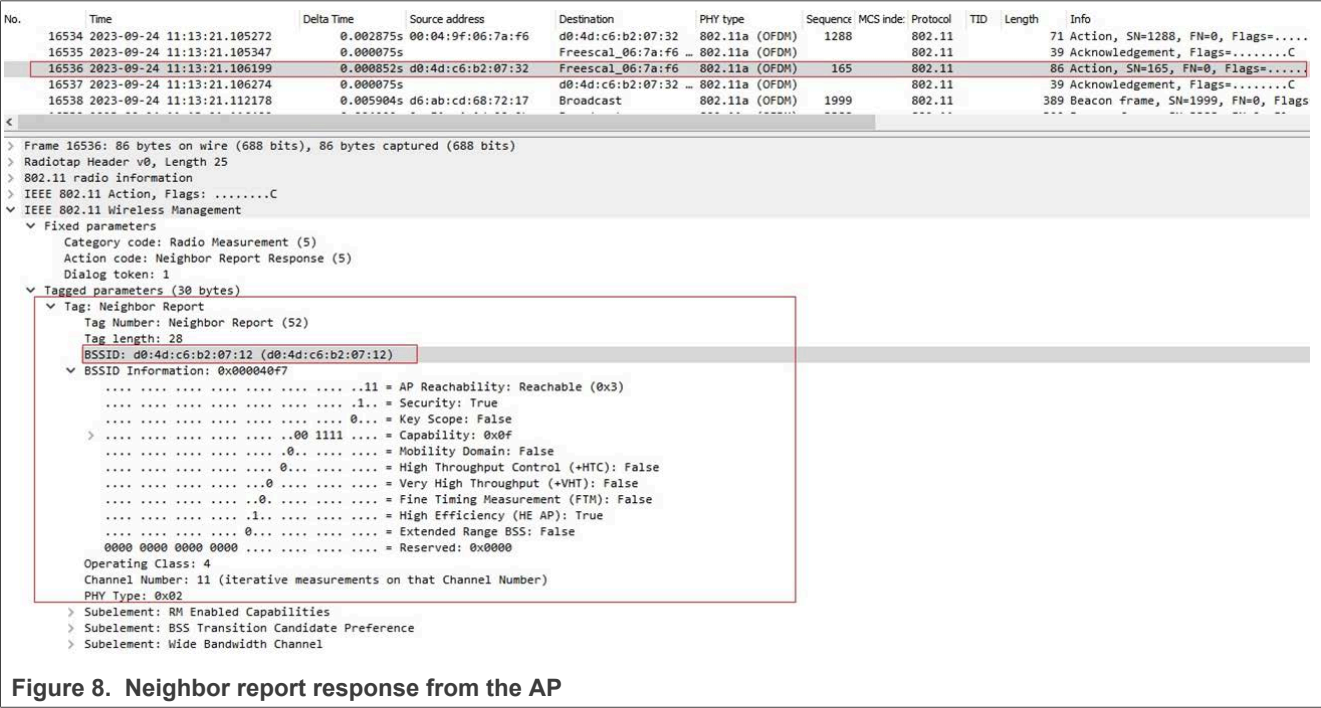 No. Time Delta Time Source address Destination PHY type Sequence MCS inde: Protocol TID Length Info
16534 2023-09-24 11:13:21.105272 0.002875s 00:04:9f:06:7a:f6 d0:4d:c6:b2:07:32 802.11a (OFDM) 1288 802.11 71 Action, SN=1288, FN=0, Flags=.....
16535 2023-09-24 11:13:21.105347 0.000075s Freescal_06:7a:f6 … 802.11a (OFDM) 802.11 39 Acknowledgement, Flags=........C
16536 2023-09-24 11:13:21.106199 0.000852s d0:4d:c6:b2:07:32 Freescal_06:7a:f6 802.11a (OFDM) 165 802.11 86 Action, SN=165, FN=0, Flags=......
16537 2023-09-24 11:13:21.106274 0.000075s d0:4d:c6:b2:07:32 … 802.11a (OFDM) 802.11 39 Acknowledgement, Flags=........C
16538 2023-09-24 11:13:21.112178 0.005904s d6:ab:cd:68:72:17 Broadcast 802.11a (OFDM) 1999 802.11 389 Beacon frame, SN=1999, FN=0, Flags
Frame 16536: 86 bytes on wire (688 bits), 86 bytes captured (688 bits)
Radiotap Header v0, Length 25
802.11 radio information
IEEE 802.11 Action, Flags: ........C
IEEE 802.11 Wireless Management
Fixed parameters
Category code: Radio Measurement (5)
Action code: Neighbor Report Response (5)
Dialog token: 1
Tagged parameters (30 bytes)
Tag: Neighbor Report
Tag Number: Neighbor Report (52)
Tag length: 28
BSSID: d0:4d:c6:b2:07:12 (d0:4d:c6:b2:07:12)
BSSID Information: 0x000040f7
.... .... .... .... .... .... .... ..11 = AP Reachability: Reachable (0x3)
.... .... .... .... .... .... .... .1.. = Security: True
.... .... .... .... .... .... .... 0... = Key Scope: False
.... .... .... .... .... ..00 1111 .... = Capability: 0x0f
.... .... .... .... .... .0.. .... .... = Mobility Domain: False
.... .... .... .... .... 0... .... .... = High Throughput Control (+HTC): False
.... .... .... .... ...0 .... .... .... = Very High Throughput (+VHT): False
.... .... .... .... ..0. .... .... .... = Fine Timing Measurement (FTM): False
.... .... .... .... .1.. .... .... .... = High Efficiency (HE AP): True
.... .... .... .... 0... .... .... .... = Extended Range BSS: False
0000 0000 0000 0000 .... .... .... .... = Reserved: 0x0000
Operating Class: 4
Channel Number: 11 (iterative measurements on that Channel Number)
PHY Type: 0x02
Subelement: RM Enabled Capabilities
Subelement: BSS Transition Candidate Preference
Subelement: Wide Bandwidth Channel
Figure 8. Neighbor report response from the AP